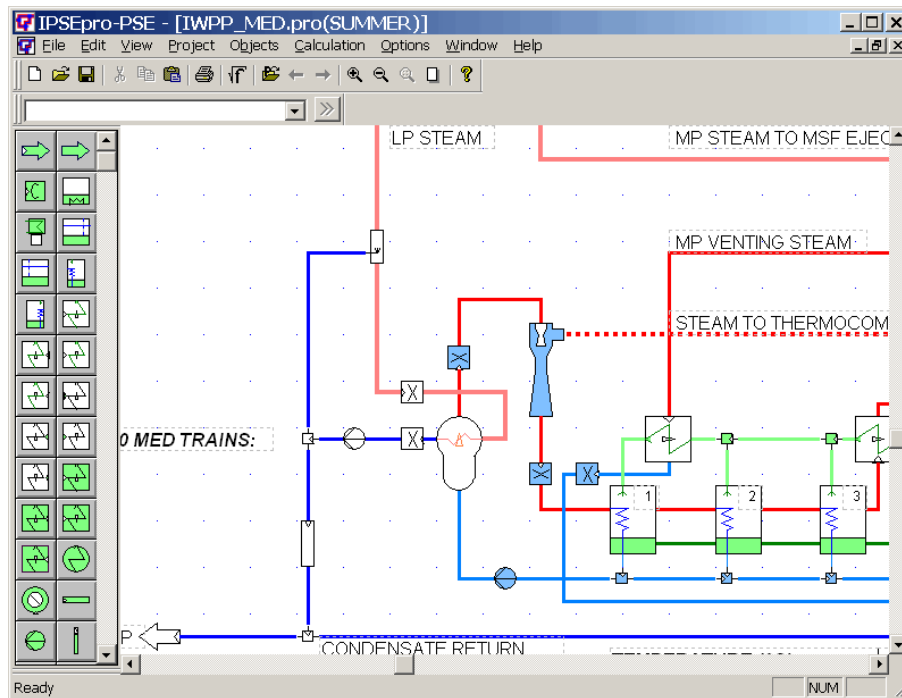 IPSEpro-PSE - [IWPP_MED.pro(SUMMER)]
File Edit View Project Objects Calculation Options Window Help
LP STEAM
MP STEAM TO MSF EJEC
MP VENTING STEAM
STEAM TO THERMOCOM
0 MED TRAINS:
1 2 3
P
CONDENSATE RETURN
Ready NUM